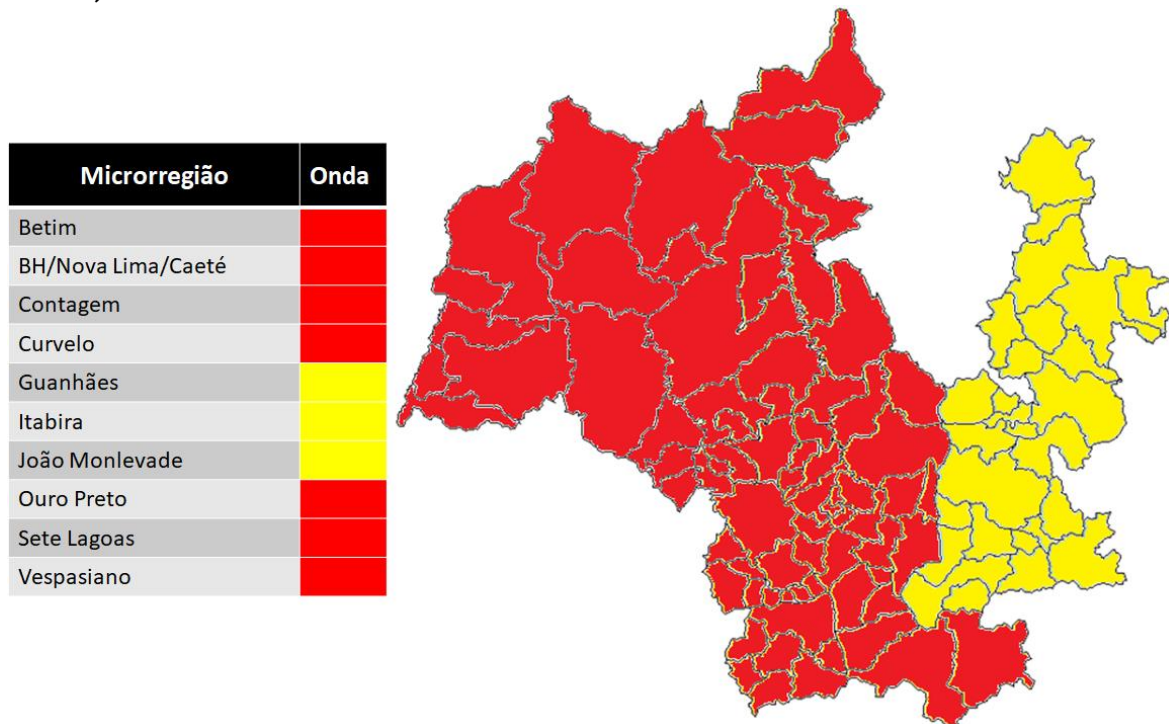 Microrregião Onda
Betim
BH/Nova Lima/Caeté
Contagem
Curvelo
Guanhães
Itabira
João Monlevade
Ouro Preto
Sete Lagoas
Vespasiano